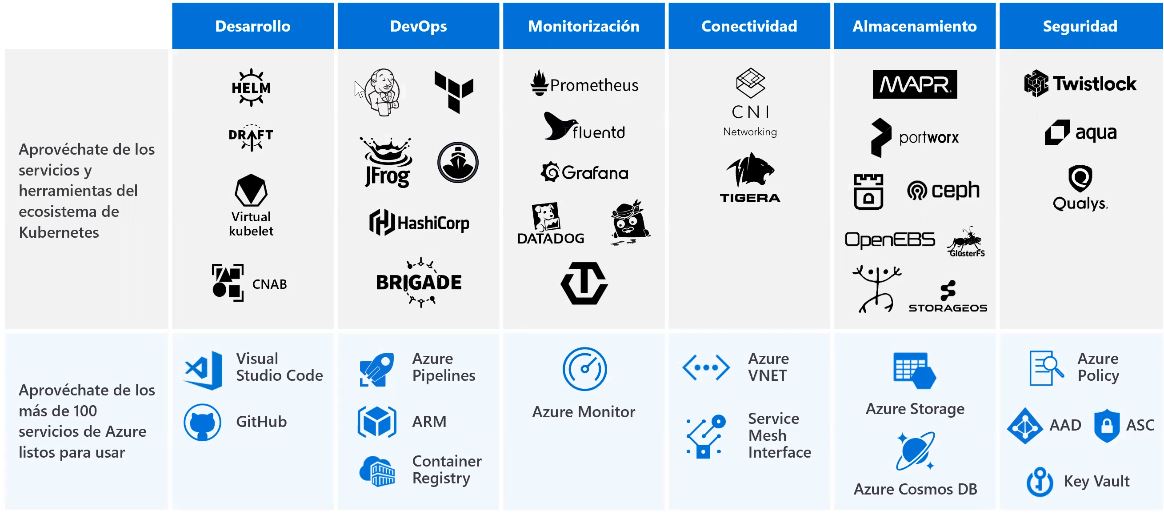 Desarrollo
DevOps
Monitorización
Conectividad
Almacenamiento
Seguridad
Aprovéchate de los
servicios y
herramientas del
ecosistema de
Kubernetes
HELM
DRAFT
Virtual
kubelet
CNAB
JFrog
HashiCorp
BRIGADE
Prometheus
fluentd
Grafana
DATADOG
CNI
Networking
TIGERA
MAPR.
portworx
ceph
OpenEBS
GlusterFS
STORAGEOS
Twistlock
aqua
Qualys.
Aprovéchate de los
más de 100
servicios de Azure
listos para usar
Visual
Studio Code
GitHub
Azure
Pipelines
ARM
Container
Registry
Azure Monitor
Azure
VNET
Service
Mesh
Interface
Azure Storage
Azure Cosmos DB
Azure
Policy
AAD
ASC
Key Vault